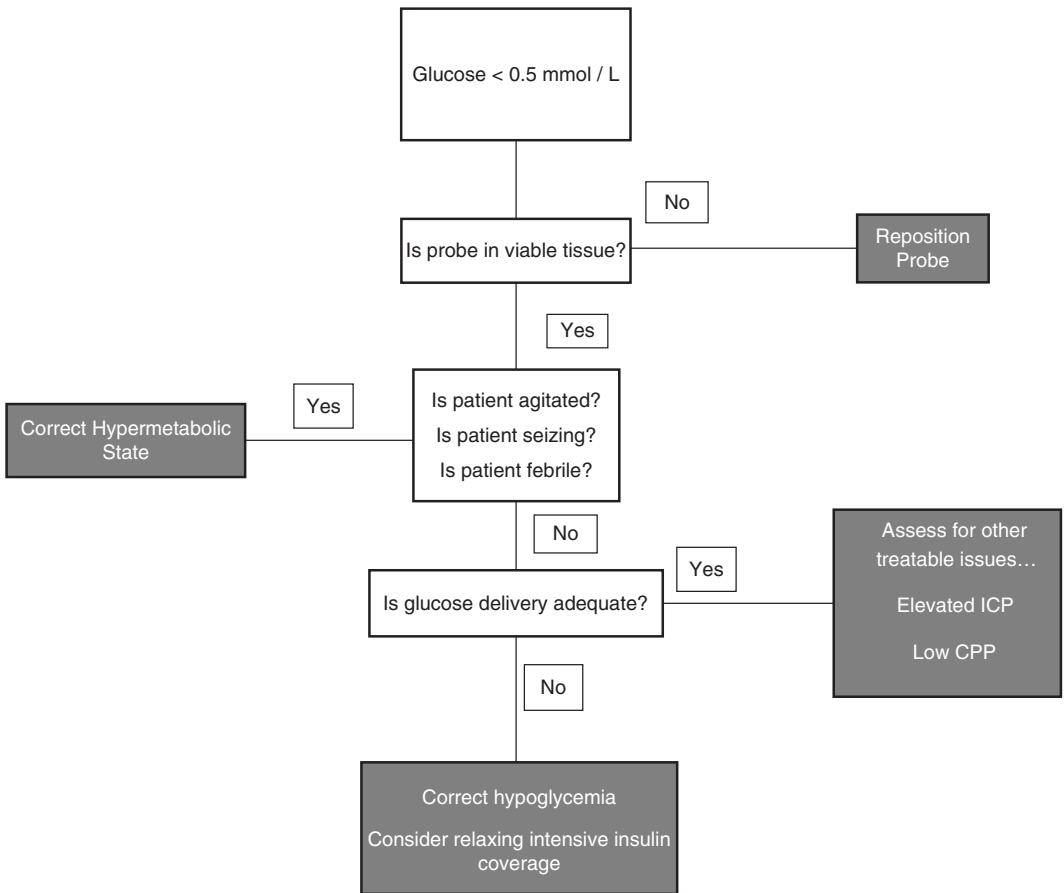 Glucose < 0.5 mmol / L
No
Is probe in viable tissue?
Reposition
Probe
Yes
Is patient agitated?
Is patient seizing?
Is patient febrile?
Yes
Correct Hypermetabolic
State
No
Is glucose delivery adequate?
Yes
Assess for other
treatable issues…
Elevated ICP
Low CPP
No
Correct hypoglycemia
Consider relaxing intensive insulin
coverage